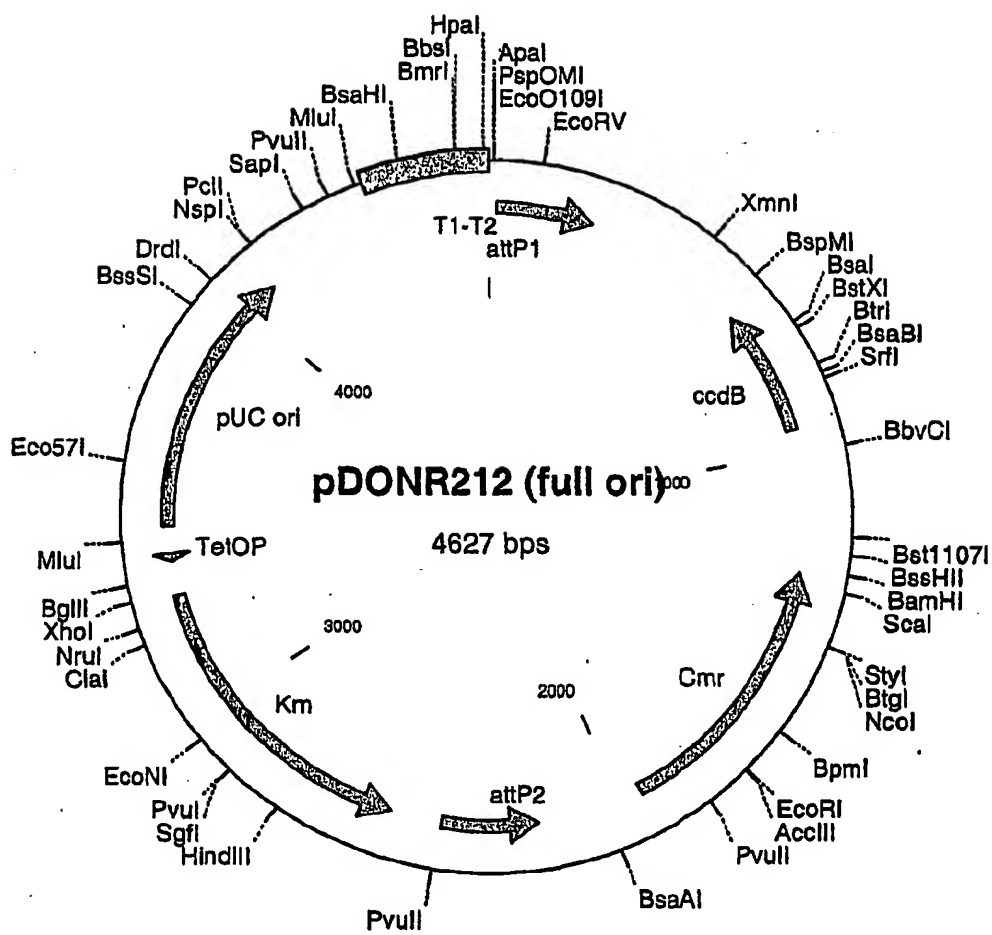 HpaI
BbsI
BmrI
BsaHI
MluI
PvuII
SapI
PciI
NspI
DrdI
BssSI
Eco57I
MluI
BglII
XhoI
NruI
ClaI
EcoNI
PvuI
SgfI
HindIII
PvuII
ApaI
PspOMI
EcoO109I
EcoRV
XmnI
BspMI
BsaI
BstXI
BtrI
BsaBI
SrfI
BbvCI
Bst1107I
BssHII
BamHI
ScaI
StyI
BtgI
NcoI
BpmI
EcoRI
AccIII
PvuII
BsaAI
T1-T2
attP1
ccdB
Cmr
attP2
Km
TetOP
pUC ori
4000
3000
2000
pDONR212 (full ori)
4627 bps